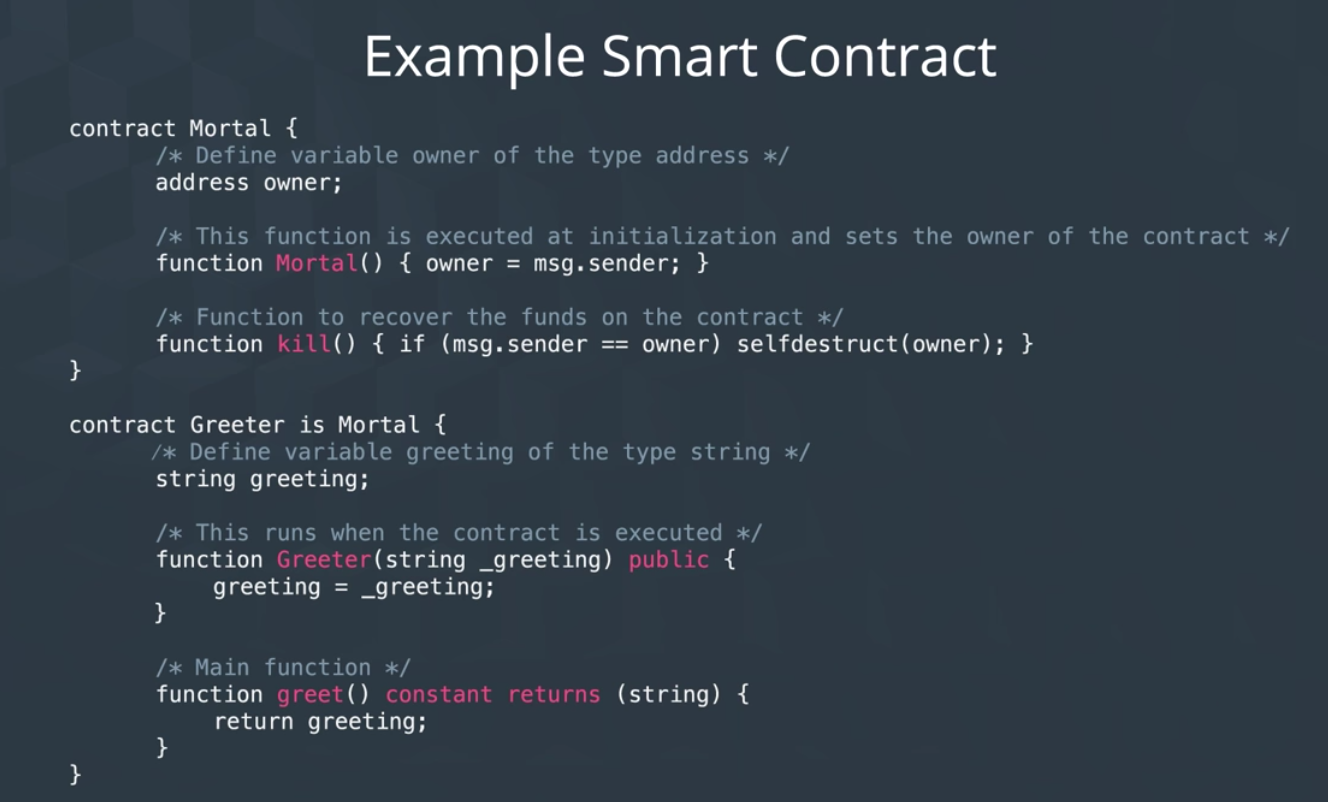 Example Smart Contract
contract Mortal {
/* Define variable owner of the type address */
address owner;
/* This function is executed at initialization and sets the owner of the contract */
function Mortal() { owner = msg.sender; }
/* Function to recover the funds on the contract */
function kill() { if (msg.sender == owner) selfdestruct(owner); }
}
contract Greeter is Mortal {
/* Define variable greeting of the type string */
string greeting;
/* This runs when the contract is executed */
function Greeter(string _greeting) public {
greeting = _greeting;
}
/* Main function */
function greet() constant returns (string) {
return greeting;
}
}